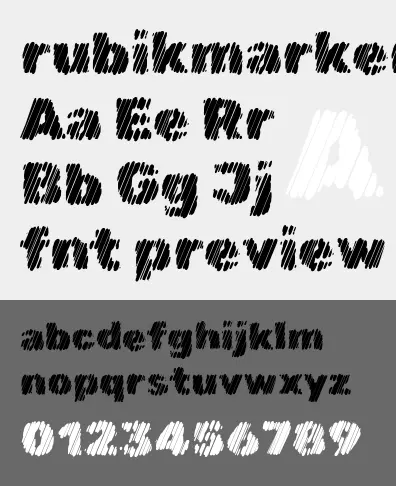 rubikmarke
Aa Ee Rr
A
Bb Gg Jj
fnt preview
abcdefghijklm
nopqrstuvwxyz
0123456789